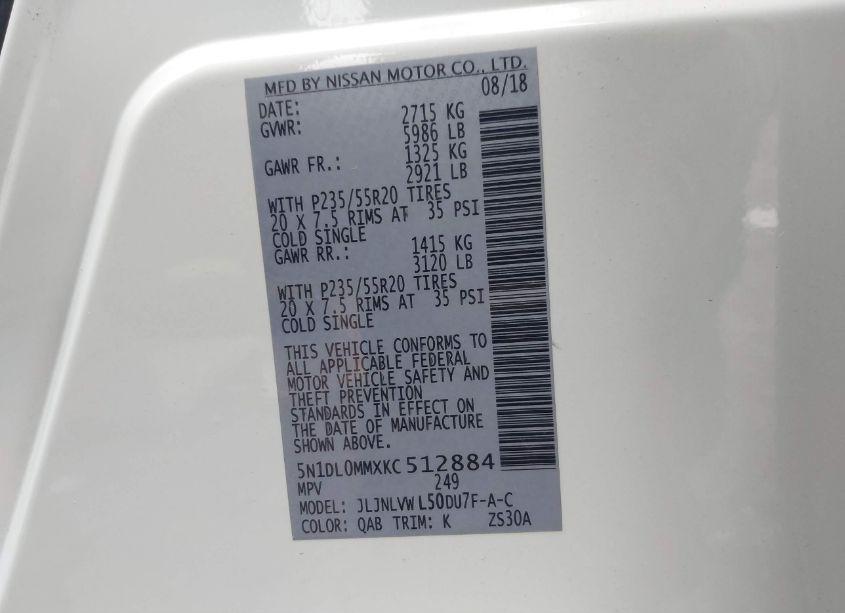 MFD BY NISSAN MOTOR CO., LTD.
DATE: 08/18
GVWR: 2715 KG
5986 LB
GAWR FR.: 1325 KG
2921 LB
WITH P235/55R20 TIRES
20 X 7.5 RIMS AT 35 PSI
COLD SINGLE
GAWR RR.: 1415 KG
3120 LB
WITH P235/55R20 TIRES
20 X 7.5 RIMS AT 35 PSI
COLD SINGLE
THIS VEHICLE CONFORMS TO
ALL APPLICABLE FEDERAL
MOTOR VEHICLE SAFETY AND
THEFT PREVENTION
STANDARDS IN EFFECT ON
THE DATE OF MANUFACTURE
SHOWN ABOVE.
5N1DL0MMXKC512884
MPV 249
MODEL: JLJNLVWL50DU7F-A-C
COLOR: QAB TRIM: K ZS30A